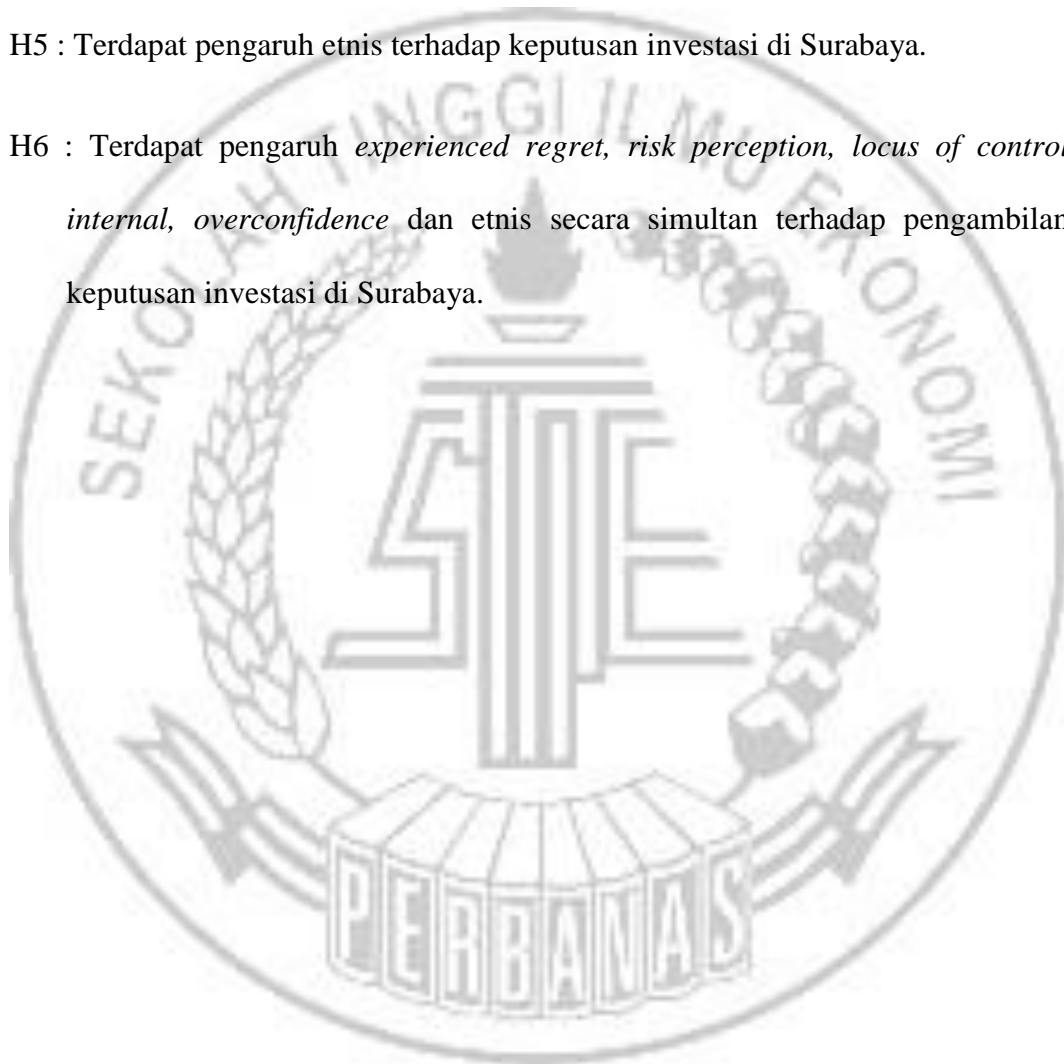 H5 : Terdapat pengaruh etnis terhadap keputusan investasi di Surabaya.
H6 : Terdapat pengaruh experienced regret, risk perception, locus of control
internal, overconfidence dan etnis secara simultan terhadap pengambilan
keputusan investasi di Surabaya.
SEKOLAH TINGGI ILMU EKONOMI
STIE
PERBANAS